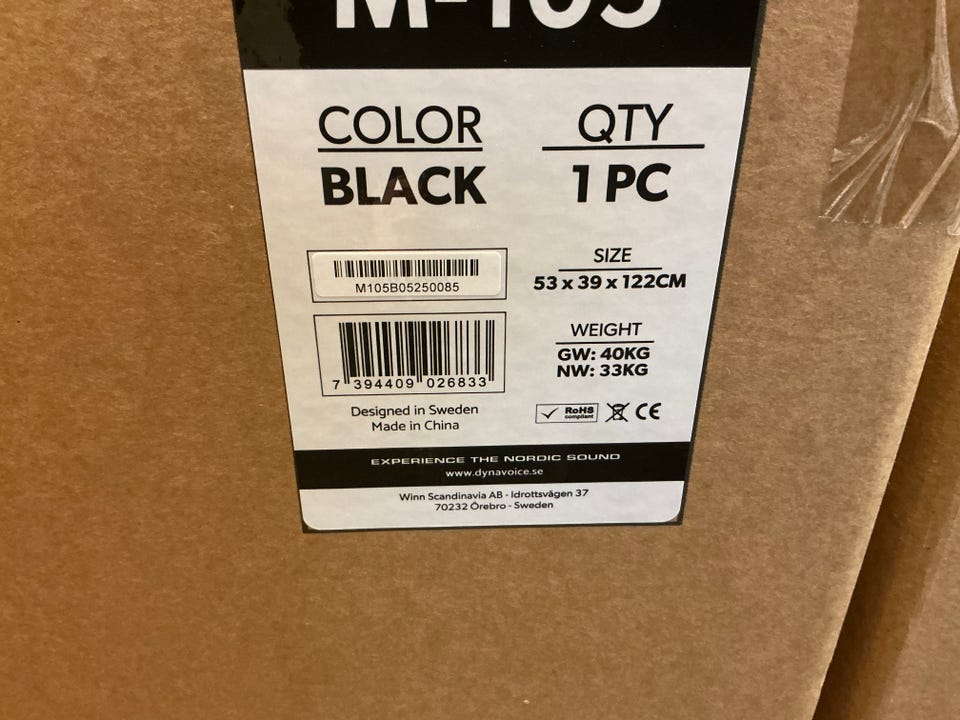 M-105
COLOR
BLACK
QTY
1 PC
M105B05250085
7 394409 026833
Designed in Sweden
Made in China
SIZE
53 x 39 x 122CM
WEIGHT
GW: 40KG
NW: 33KG
RoHS
compliant
CE
EXPERIENCE THE NORDIC SOUND
www.dynavoice.se
Winn Scandinavia AB - Idrottsvägen 37
70232 Örebro - Sweden